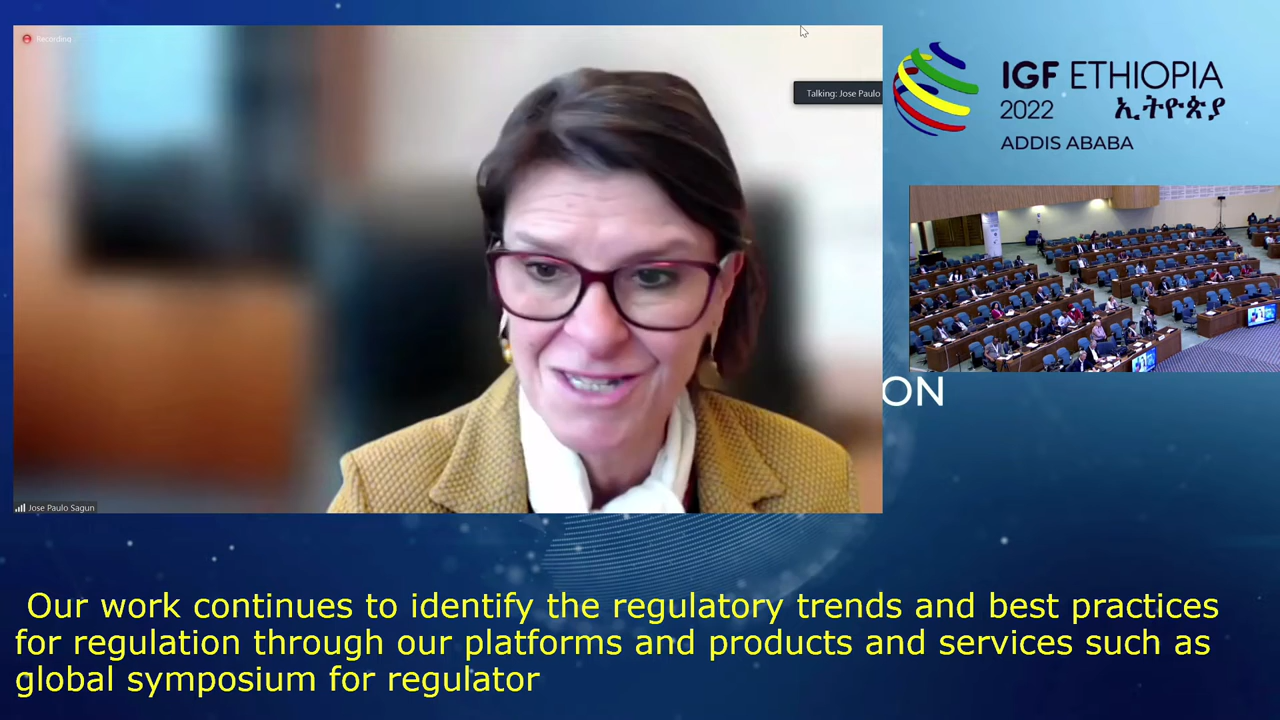 Recording
Talking: Jose Paulo
IGF ETHIOPIA
2022 ኢትዮጵያ
ADDIS ABABA
ON
Jose Paulo Sagun
Our work continues to identify the regulatory trends and best practices
for regulation through our platforms and products and services such as
global symposium for regulator